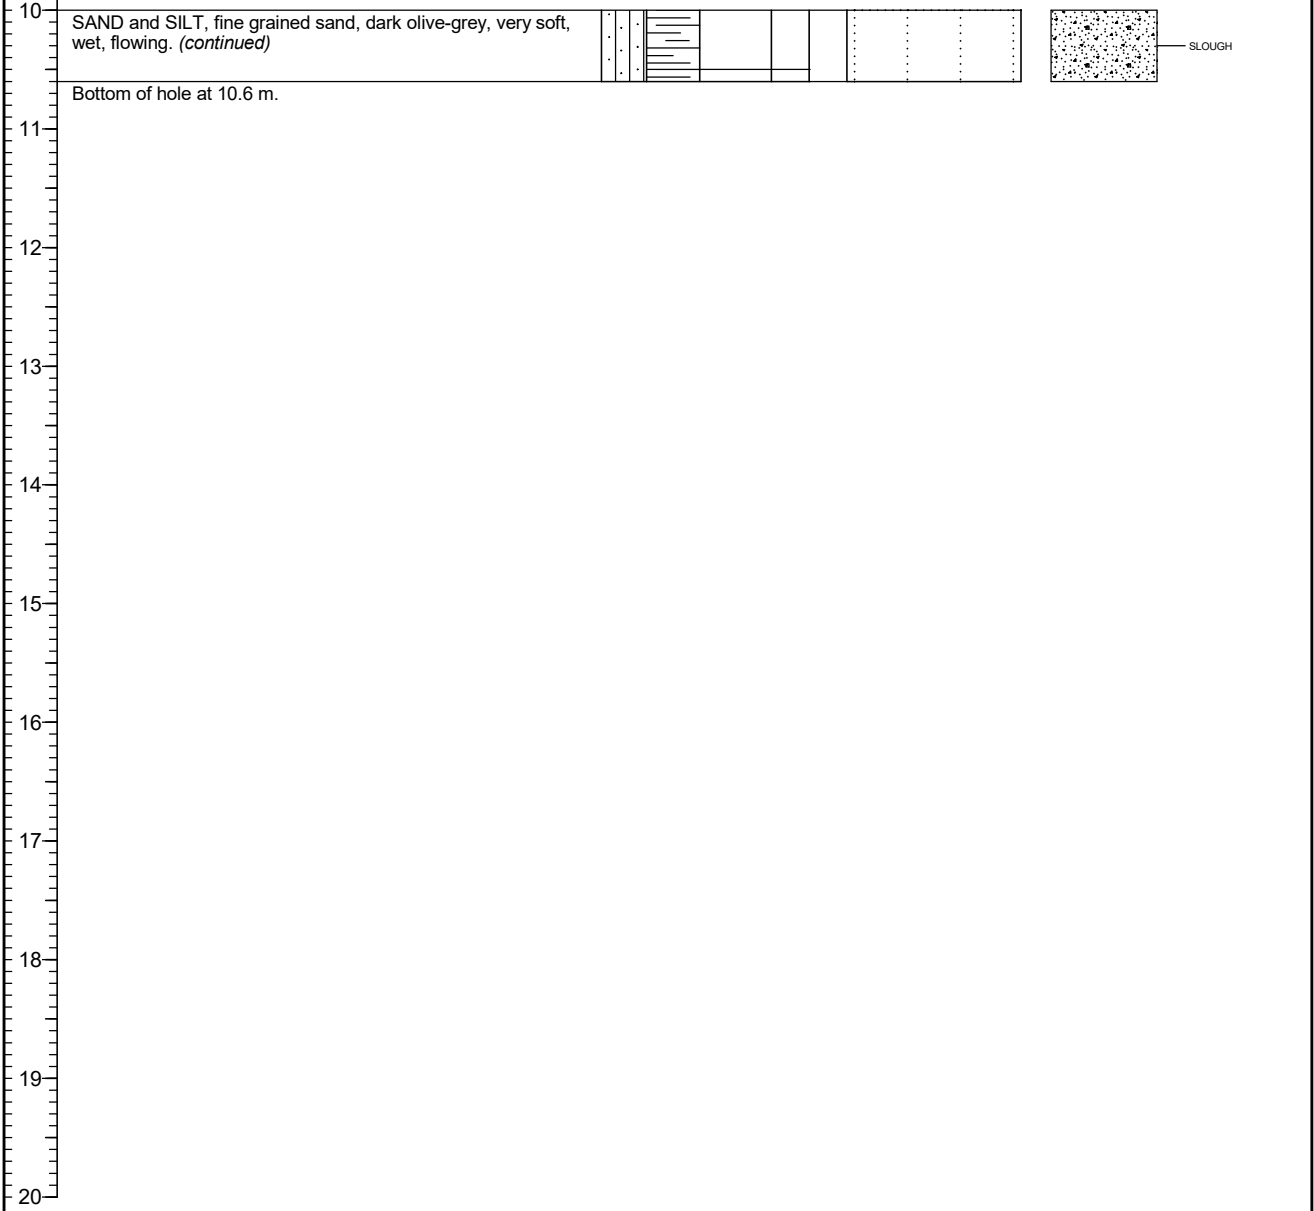 10
SAND and SILT, fine grained sand, dark olive-grey, very soft,
wet, flowing. (continued)
SLOUGH
Bottom of hole at 10.6 m.
11
12
13
14
15
16
17
18
19
20